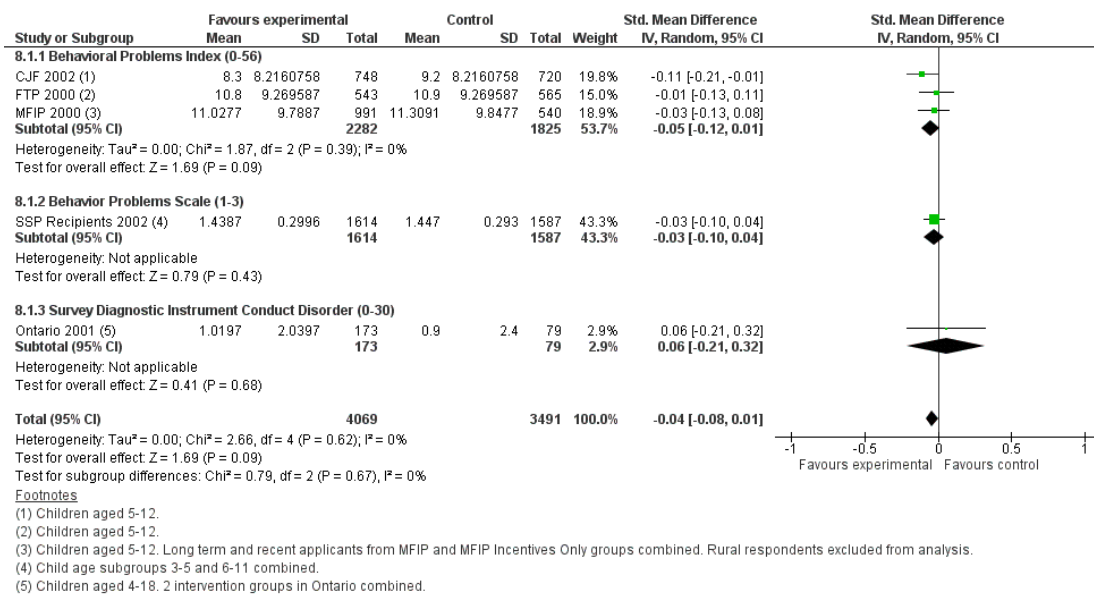 Favours experimental Control Std. Mean Difference Std. Mean Difference
Study or Subgroup Mean SD Total Mean SD Total Weight IV, Random, 95% CI IV, Random, 95% CI
8.1.1 Behavioral Problems Index (0-56)
CJF 2002 (1) 8.3 8.2160758 748 9.2 8.2160758 720 19.8% -0.11 [-0.21, -0.01]
FTP 2000 (2) 10.8 9.269587 543 10.9 9.269587 565 15.0% -0.01 [-0.13, 0.11]
MFIP 2000 (3) 11.0277 9.7887 991 11.3091 9.8477 540 18.9% -0.03 [-0.13, 0.08]
Subtotal (95% CI) 2282 1825 53.7% -0.05 [-0.12, 0.01]
Heterogeneity: Tau² = 0.00; Chi² = 1.87, df = 2 (P = 0.39); I² = 0%
Test for overall effect: Z = 1.69 (P = 0.09)
8.1.2 Behavior Problems Scale (1-3)
SSP Recipients 2002 (4) 1.4387 0.2996 1614 1.447 0.293 1587 43.3% -0.03 [-0.10, 0.04]
Subtotal (95% CI) 1614 1587 43.3% -0.03 [-0.10, 0.04]
Heterogeneity: Not applicable
Test for overall effect: Z = 0.79 (P = 0.43)
8.1.3 Survey Diagnostic Instrument Conduct Disorder (0-30)
Ontario 2001 (5) 1.0197 2.0397 173 0.9 2.4 79 2.9% 0.06 [-0.21, 0.32]
Subtotal (95% CI) 173 79 2.9% 0.06 [-0.21, 0.32]
Heterogeneity: Not applicable
Test for overall effect: Z = 0.41 (P = 0.68)
Total (95% CI) 4069 3491 100.0% -0.04 [-0.08, 0.01]
Heterogeneity: Tau² = 0.00; Chi² = 2.66, df = 4 (P = 0.62); I² = 0%
Test for overall effect: Z = 1.69 (P = 0.09)
Test for subgroup differences: Chi² = 0.79, df = 2 (P = 0.67), I² = 0%
-1 -0.5 0 0.5 1
Favours experimental Favours control
Footnotes
(1) Children aged 5-12.
(2) Children aged 5-12.
(3) Children aged 5-12. Long term and recent applicants from MFIP and MFIP Incentives Only groups combined. Rural respondents excluded from analysis.
(4) Child age subgroups 3-5 and 6-11 combined.
(5) Children aged 4-18. 2 intervention groups in Ontario combined.